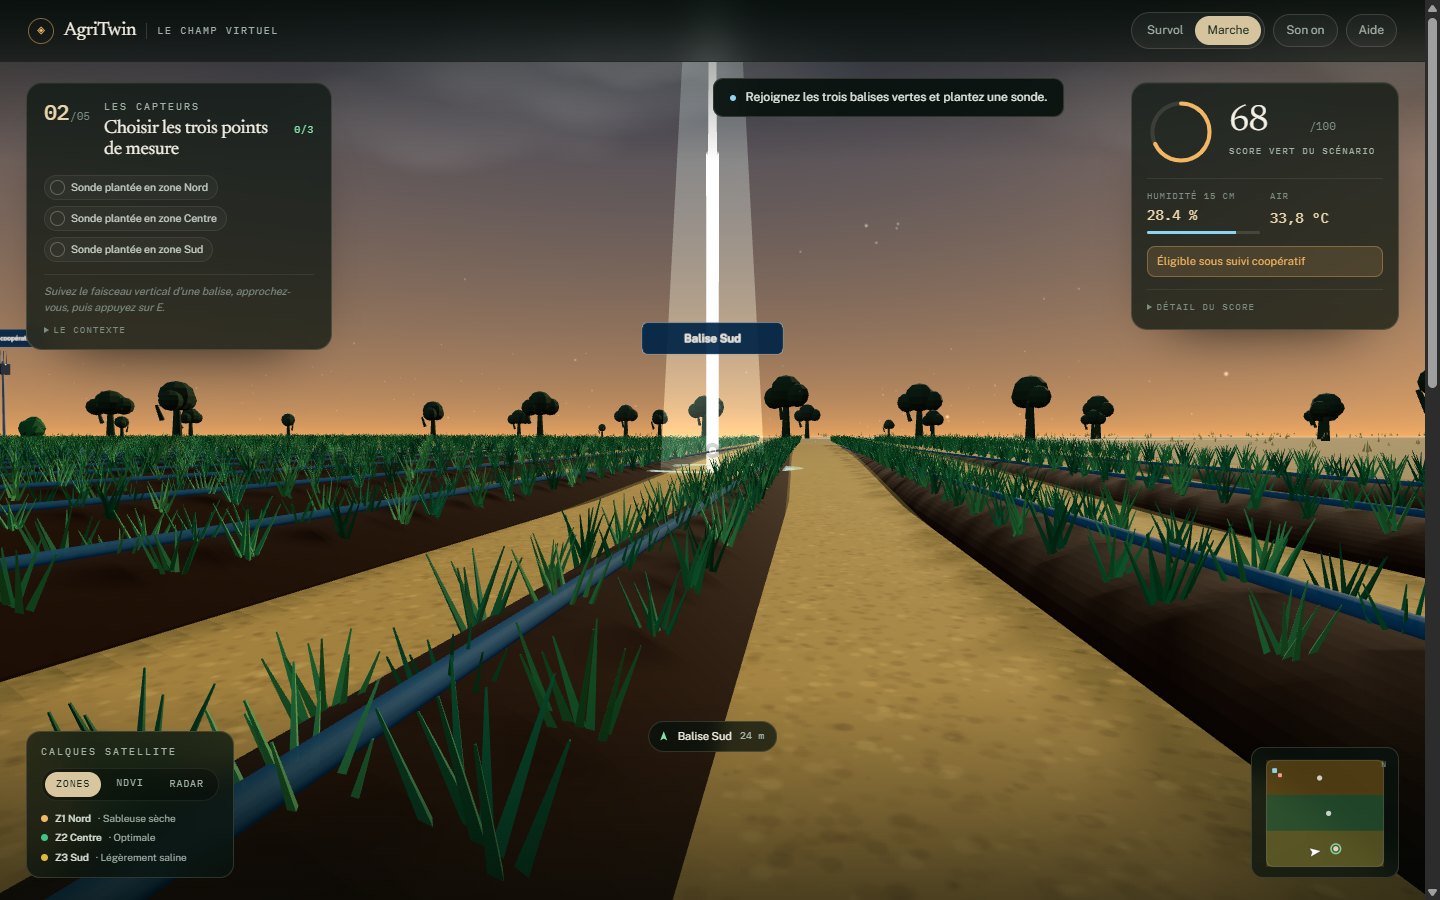 AgriTwin
LE CHAMP VIRTUEL
Survol
Marche
Son on
Aide
02/05
LES CAPTEURS
Choisir les trois points
de mesure
0/3
Sonde plantée en zone Nord
Sonde plantée en zone Centre
Sonde plantée en zone Sud
Suivez le faisceau vertical d'une balise, approchez-
vous, puis appuyez sur E.
LE CONTEXTE
Rejoignez les trois balises vertes et plantez une sonde.
68 /100
SCORE VERT DU SCÉNARIO
HUMIDITÉ 15 CM
28.4 %
AIR
33,8 °C
Éligible sous suivi coopératif
DÉTAIL DU SCORE
Balise Sud
Balise Sud 24 m
CALQUES SATELLITE
ZONES
NDVI
RADAR
Z1 Nord · Sableuse sèche
Z2 Centre · Optimale
Z3 Sud · Légèrement saline
N